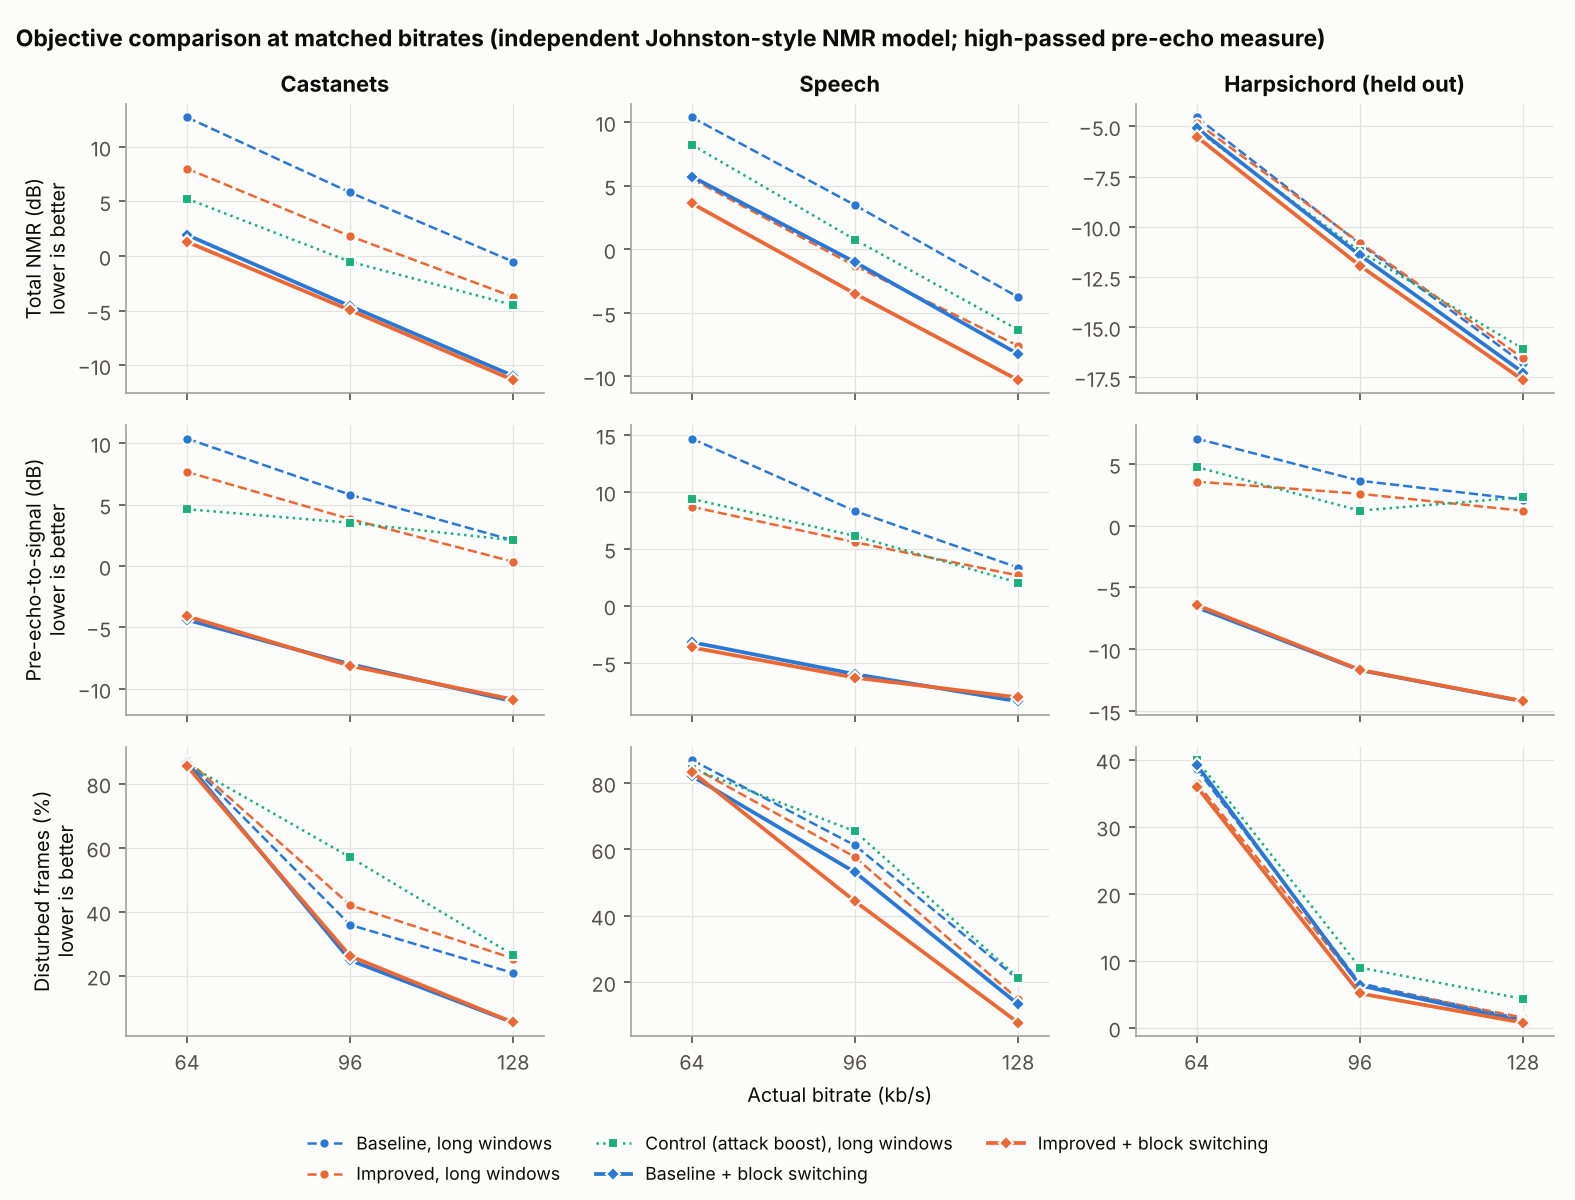 Objective comparison at matched bitrates (independent Johnston-style NMR model; high-passed pre-echo measure)
Castanets
Speech
Harpsichord (held out)
Total NMR (dB)
lower is better
10
5
0
−5
−10
10
5
0
−5
−10
−5.0
−7.5
−10.0
−12.5
−15.0
−17.5
Pre-echo-to-signal (dB)
lower is better
10
5
0
−5
−10
15
10
5
0
−5
5
0
−5
−10
−15
Disturbed frames (%)
lower is better
80
60
40
20
80
60
40
20
40
30
20
10
0
64 96 128
64 96 128
64 96 128
Actual bitrate (kb/s)
Baseline, long windows
Improved, long windows
Control (attack boost), long windows
Baseline + block switching
Improved + block switching